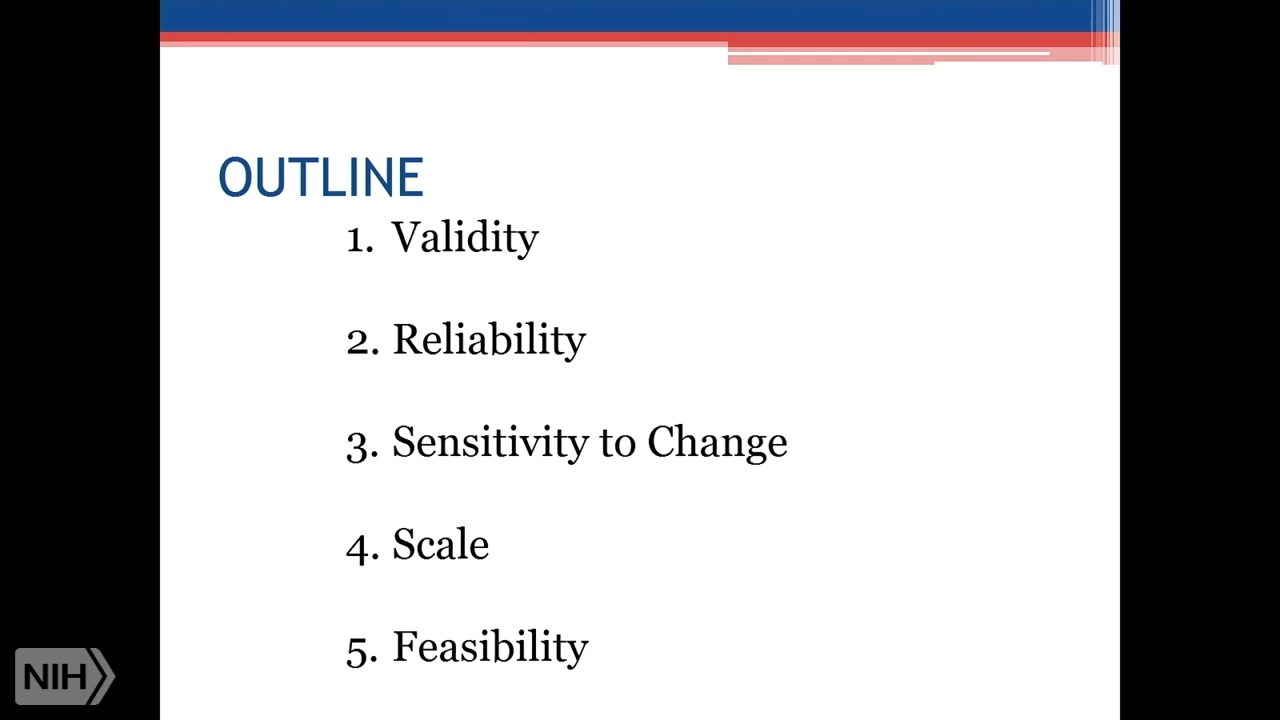 OUTLINE
1. Validity
2. Reliability
3. Sensitivity to Change
4. Scale
5. Feasibility
NIH